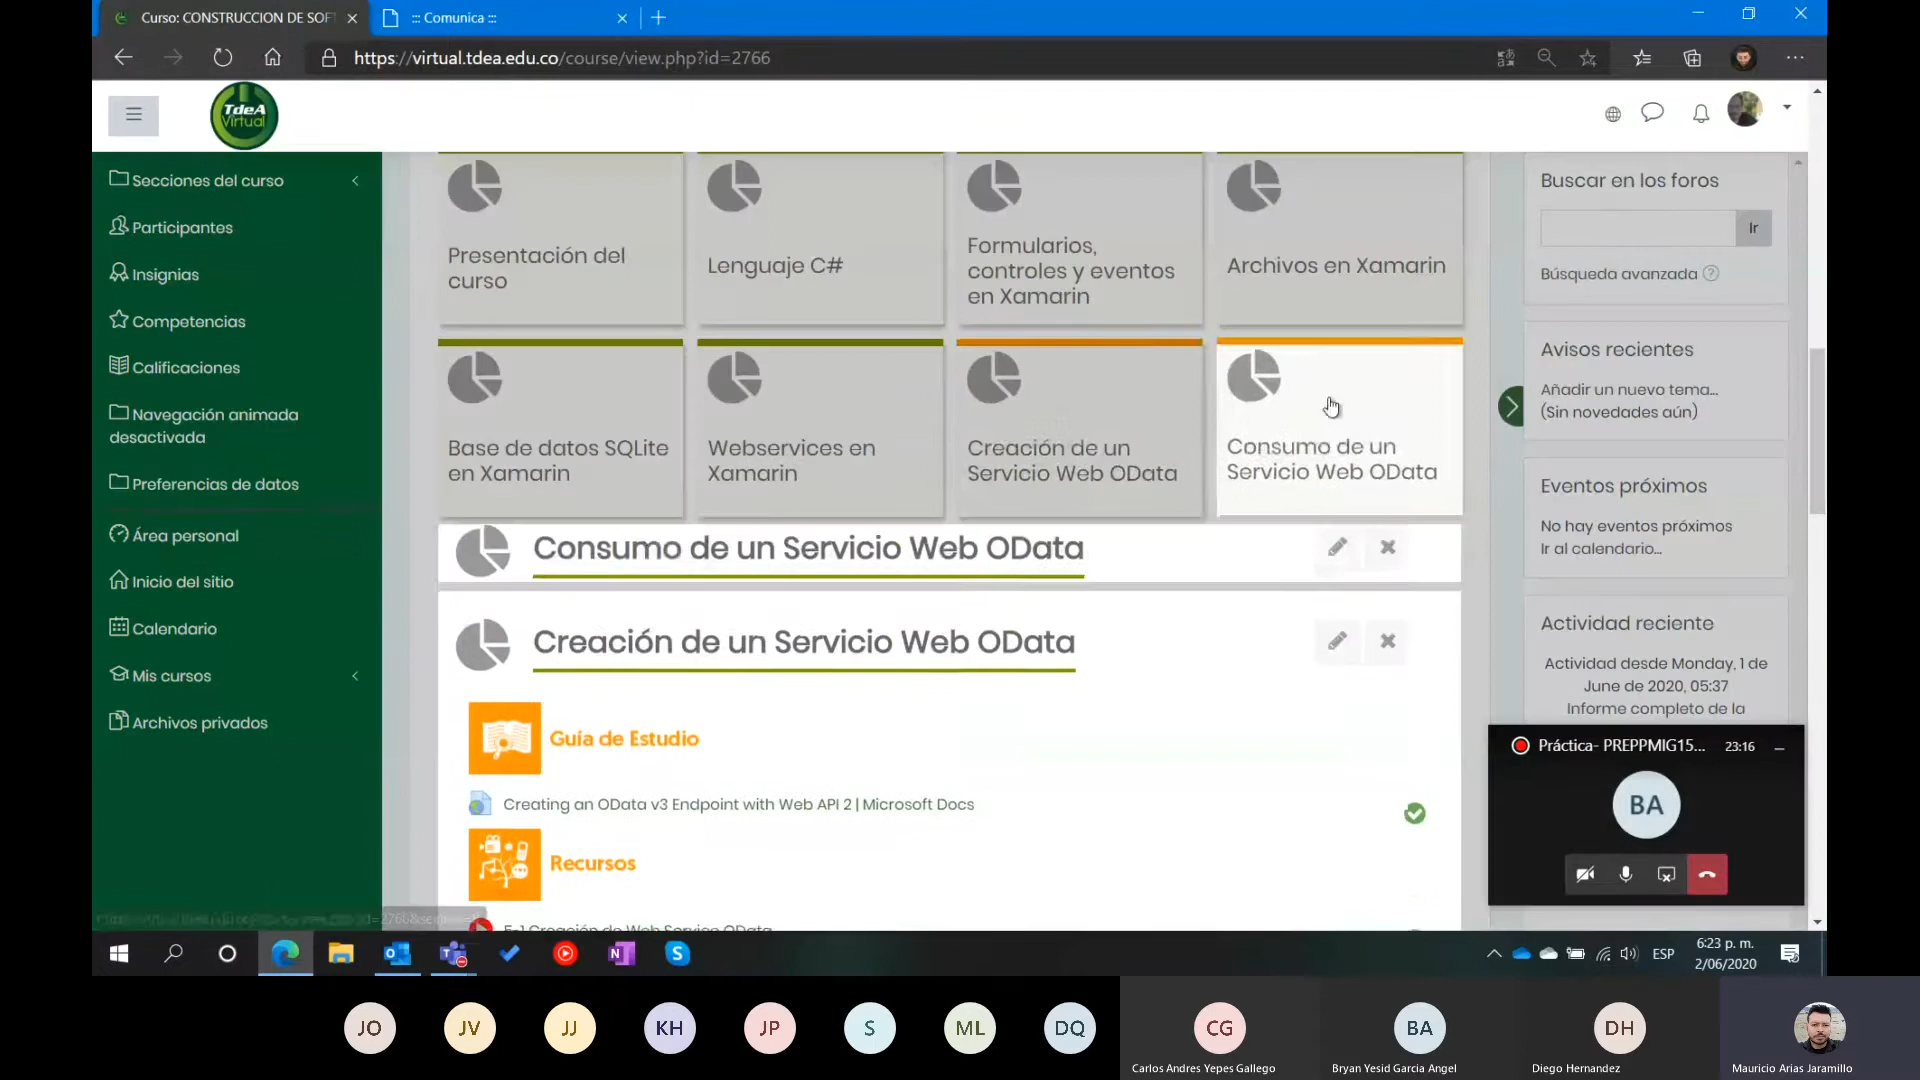 Curso: CONSTRUCCION DE SOF
::: Comunica :::
https://virtual.tdea.edu.co/course/view.php?id=2766
TdeA
Virtual
Secciones del curso
Participantes
Insignias
Competencias
Calificaciones
Navegación animada
desactivada
Preferencias de datos
Área personal
Inicio del sitio
Calendario
Mis cursos
Archivos privados
Presentación del
curso
Lenguaje C#
Formularios,
controles y eventos
en Xamarin
Archivos en Xamarin
Base de datos SQLite
en Xamarin
Webservices en
Xamarin
Creación de un
Servicio Web OData
Consumo de un
Servicio Web OData
Consumo de un Servicio Web OData
Creación de un Servicio Web OData
Guía de Estudio
Creating an OData v3 Endpoint with Web API 2 | Microsoft Docs
Recursos
Buscar en los foros
Ir
Búsqueda avanzada
Avisos recientes
Añadir un nuevo tema...
(Sin novedades aún)
Eventos próximos
No hay eventos próximos
Ir al calendario...
Actividad reciente
Actividad desde Monday, 1 de
June de 2020, 05:37
Informe completo de la
Práctica- PREPPMIG15... 23:16
BA
ESP
6:23 p. m.
2/06/2020
JO
JV
JJ
KH
JP
S
ML
DQ
CG
BA
DH
Carlos Andres Yepes Gallego
Bryan Yesid Garcia Angel
Diego Hernandez
Mauricio Arias Jaramillo